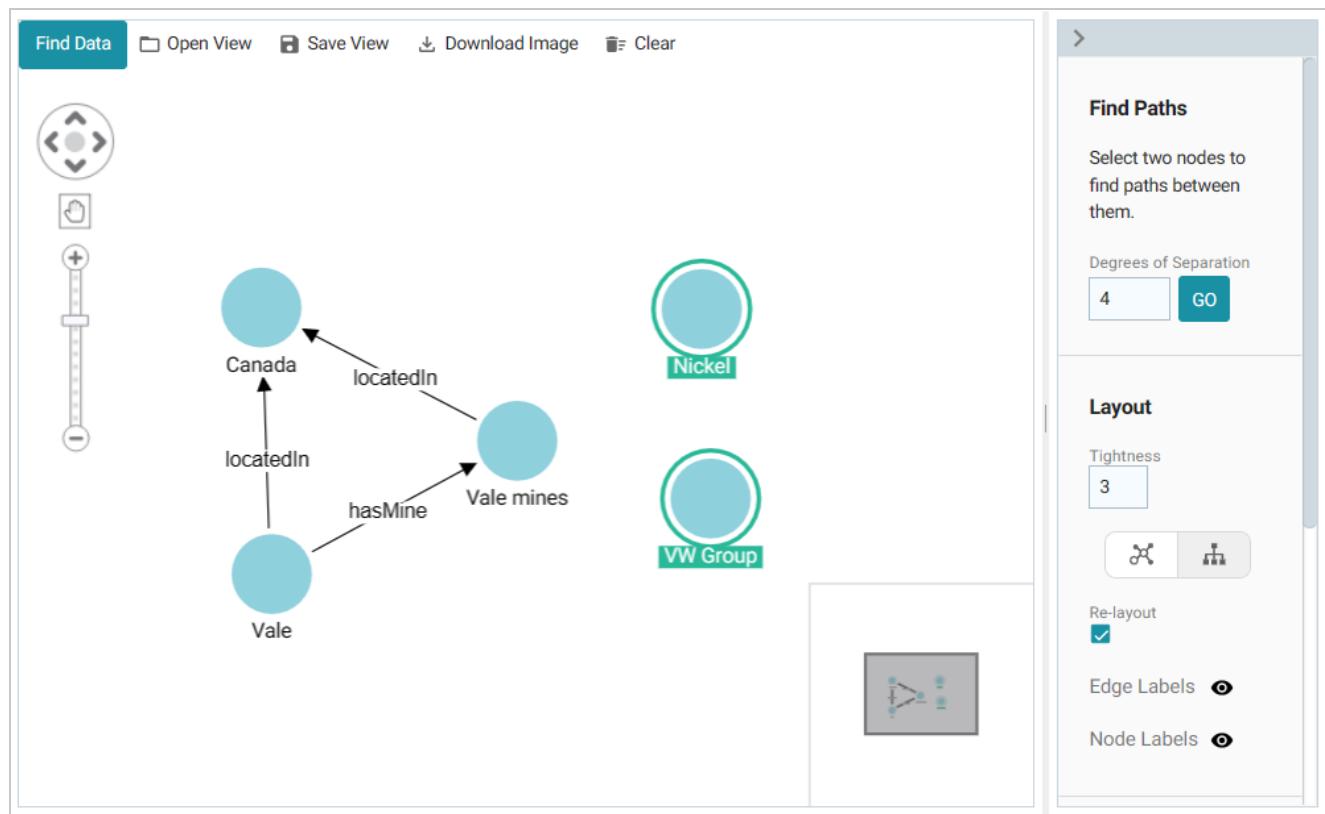 Find Data
Open View
Save View
Download Image
Clear
Canada
locatedIn
locatedIn
Vale mines
hasMine
Vale
Nickel
VW Group
Find Paths
Select two nodes to
find paths between
them.
Degrees of Separation
4
GO
Layout
Tightness
3
Re-layout
Edge Labels
Node Labels